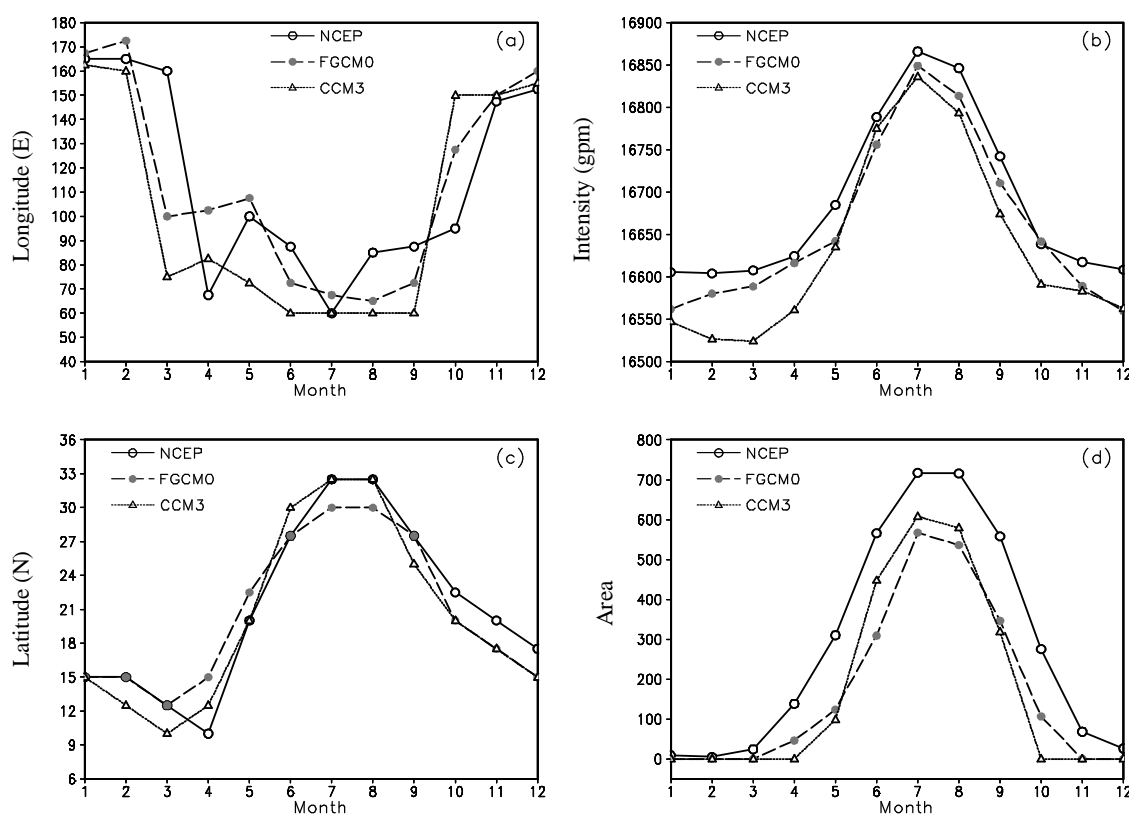 (a)
NCEP
FGCM0
CCM3
Longitude (E)
180
170
160
150
140
130
120
110
100
90
80
70
60
50
40
1 2 3 4 5 6 7 8 9 10 11 12
Month
(b)
NCEP
FGCM0
CCM3
Intensity (gpm)
16900
16850
16800
16750
16700
16650
16600
16550
16500
1 2 3 4 5 6 7 8 9 10 11 12
Month
(c)
NCEP
FGCM0
CCM3
Latitude (N)
36
33
30
27
24
21
18
15
12
9
6
1 2 3 4 5 6 7 8 9 10 11 12
Month
(d)
NCEP
FGCM0
CCM3
Area
800
700
600
500
400
300
200
100
0
1 2 3 4 5 6 7 8 9 10 11 12
Month